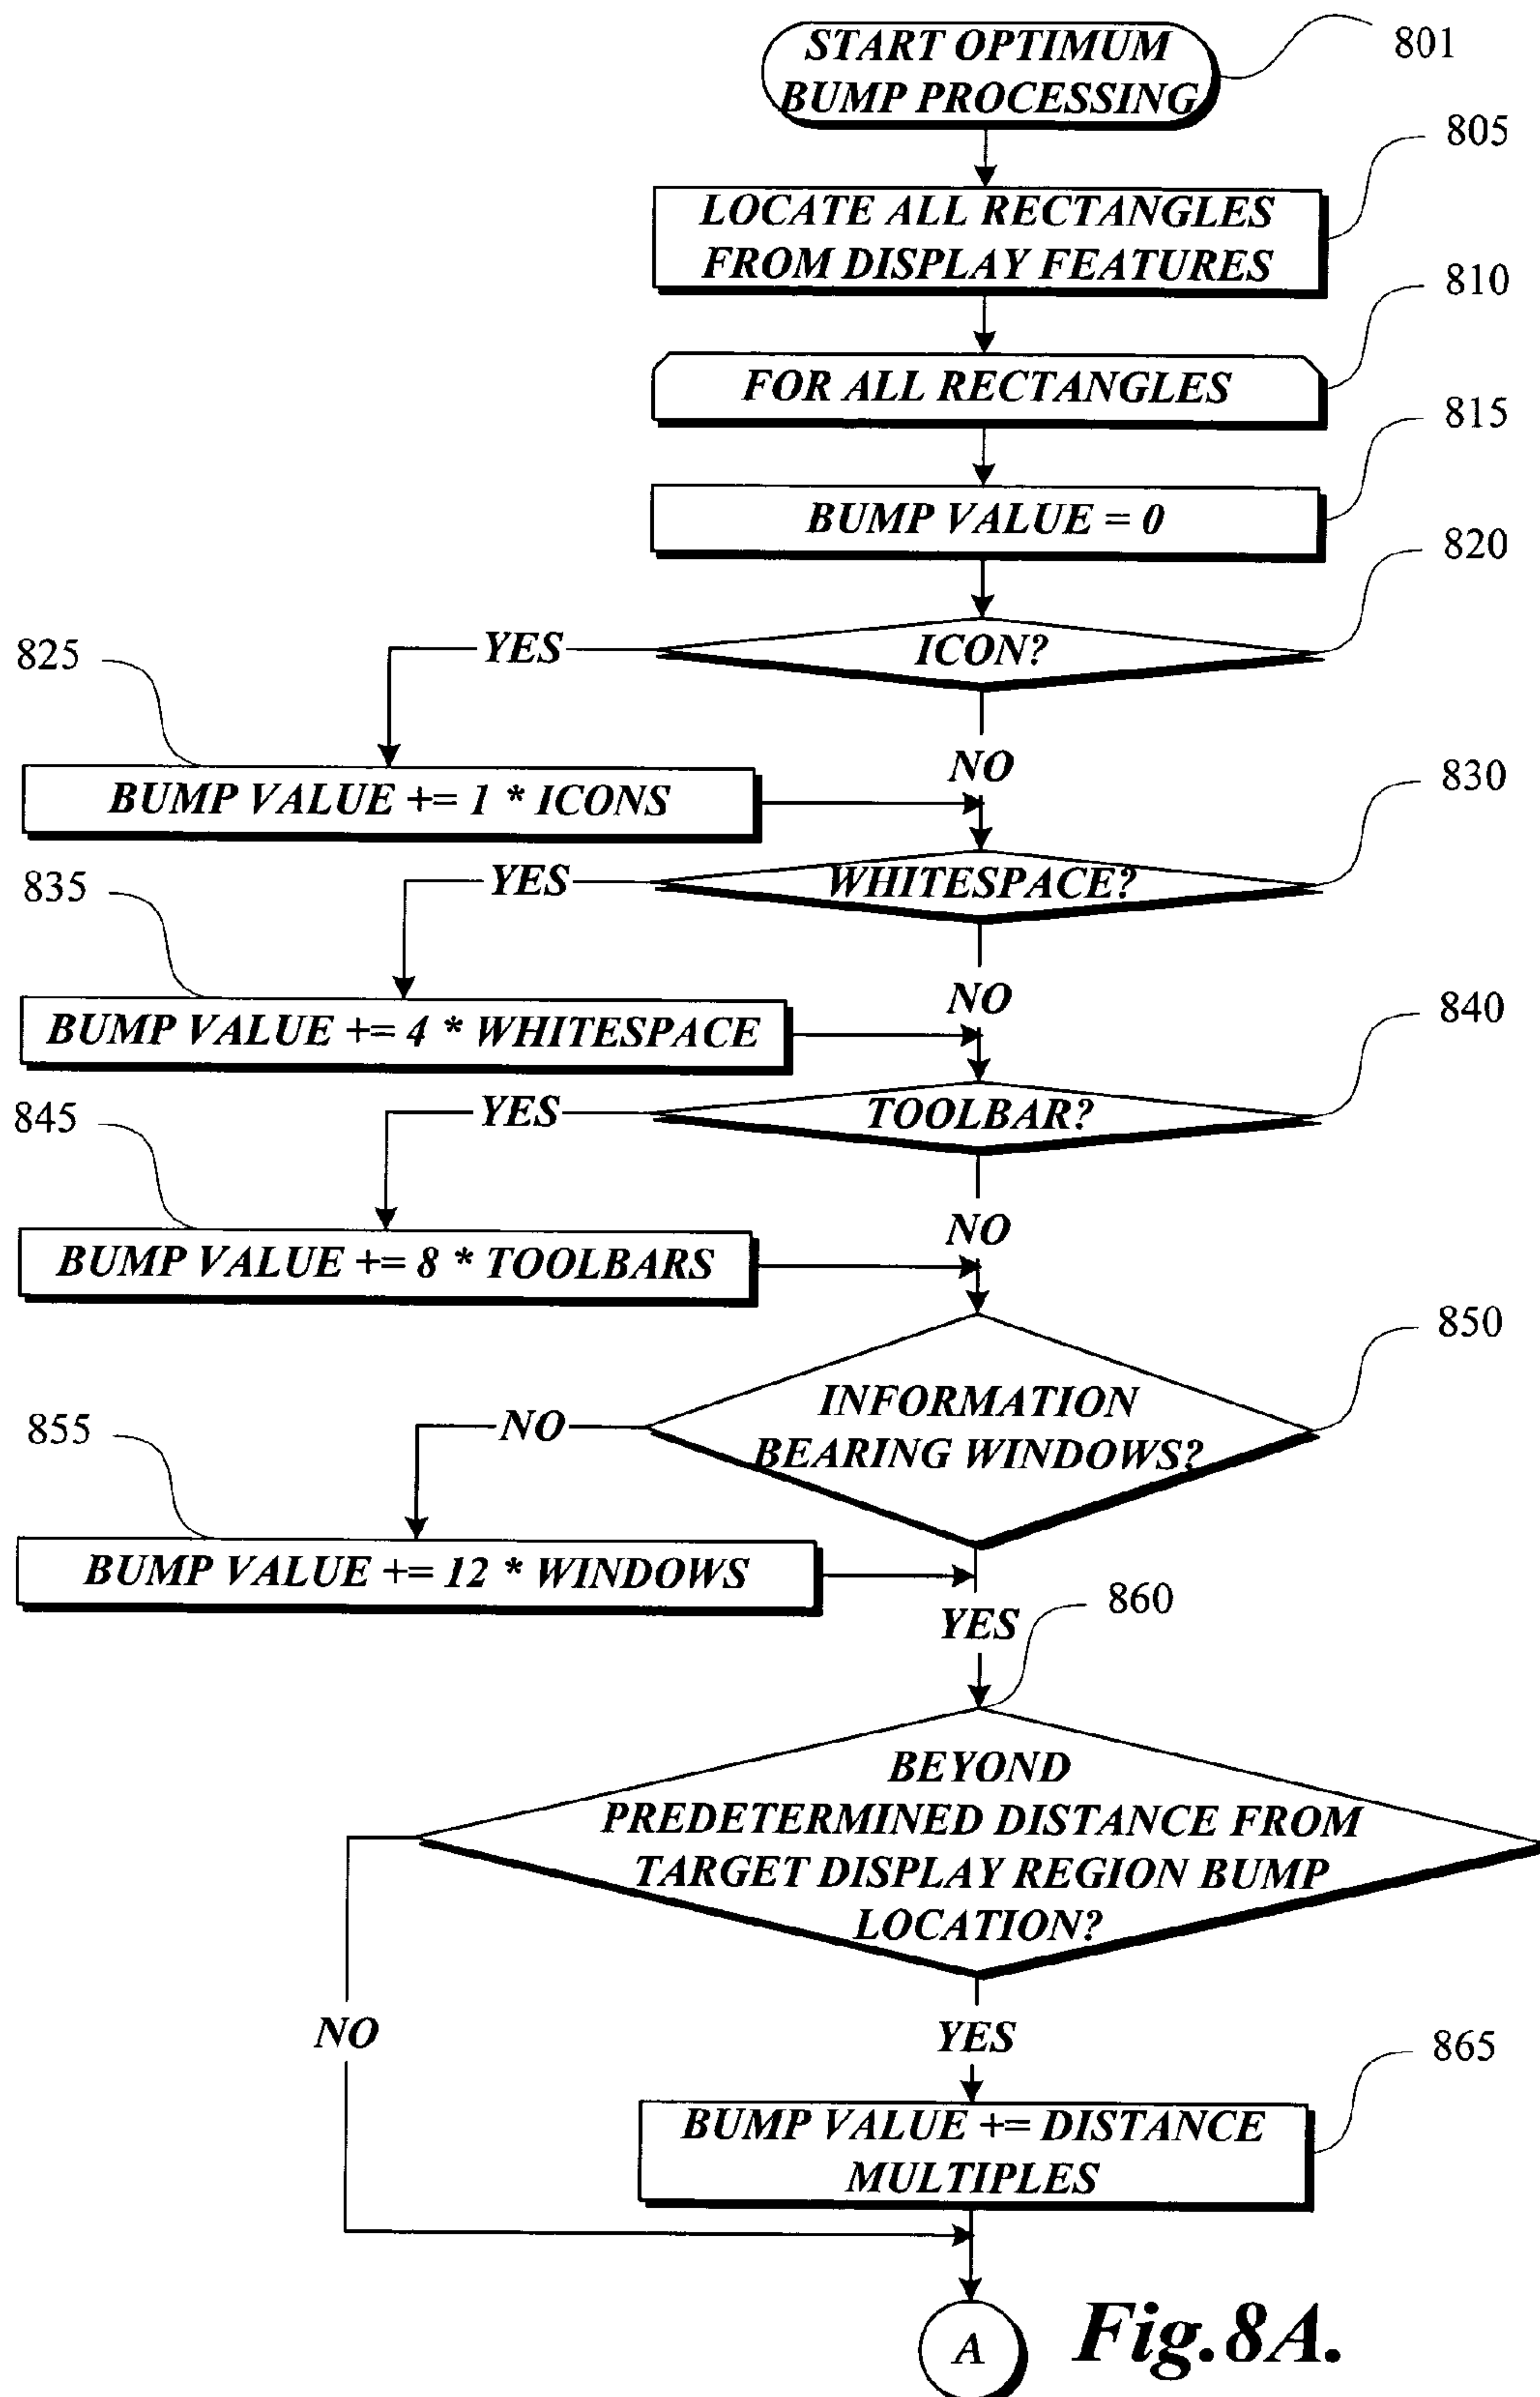 START OPTIMUM
BUMP PROCESSING
801
LOCATE ALL RECTANGLES
FROM DISPLAY FEATURES
805
FOR ALL RECTANGLES
810
BUMP VALUE = 0
815
ICON?
820
YES
NO
825
BUMP VALUE += 1 * ICONS
WHITESPACE?
830
YES
NO
835
BUMP VALUE += 4 * WHITESPACE
TOOLBAR?
840
YES
NO
845
BUMP VALUE += 8 * TOOLBARS
INFORMATION
BEARING WINDOWS?
850
NO
855
BUMP VALUE += 12 * WINDOWS
YES
860
BEYOND
PREDETERMINED DISTANCE FROM
TARGET DISPLAY REGION BUMP
LOCATION?
NO
YES
BUMP VALUE += DISTANCE
MULTIPLES
865
A
Fig.8A.